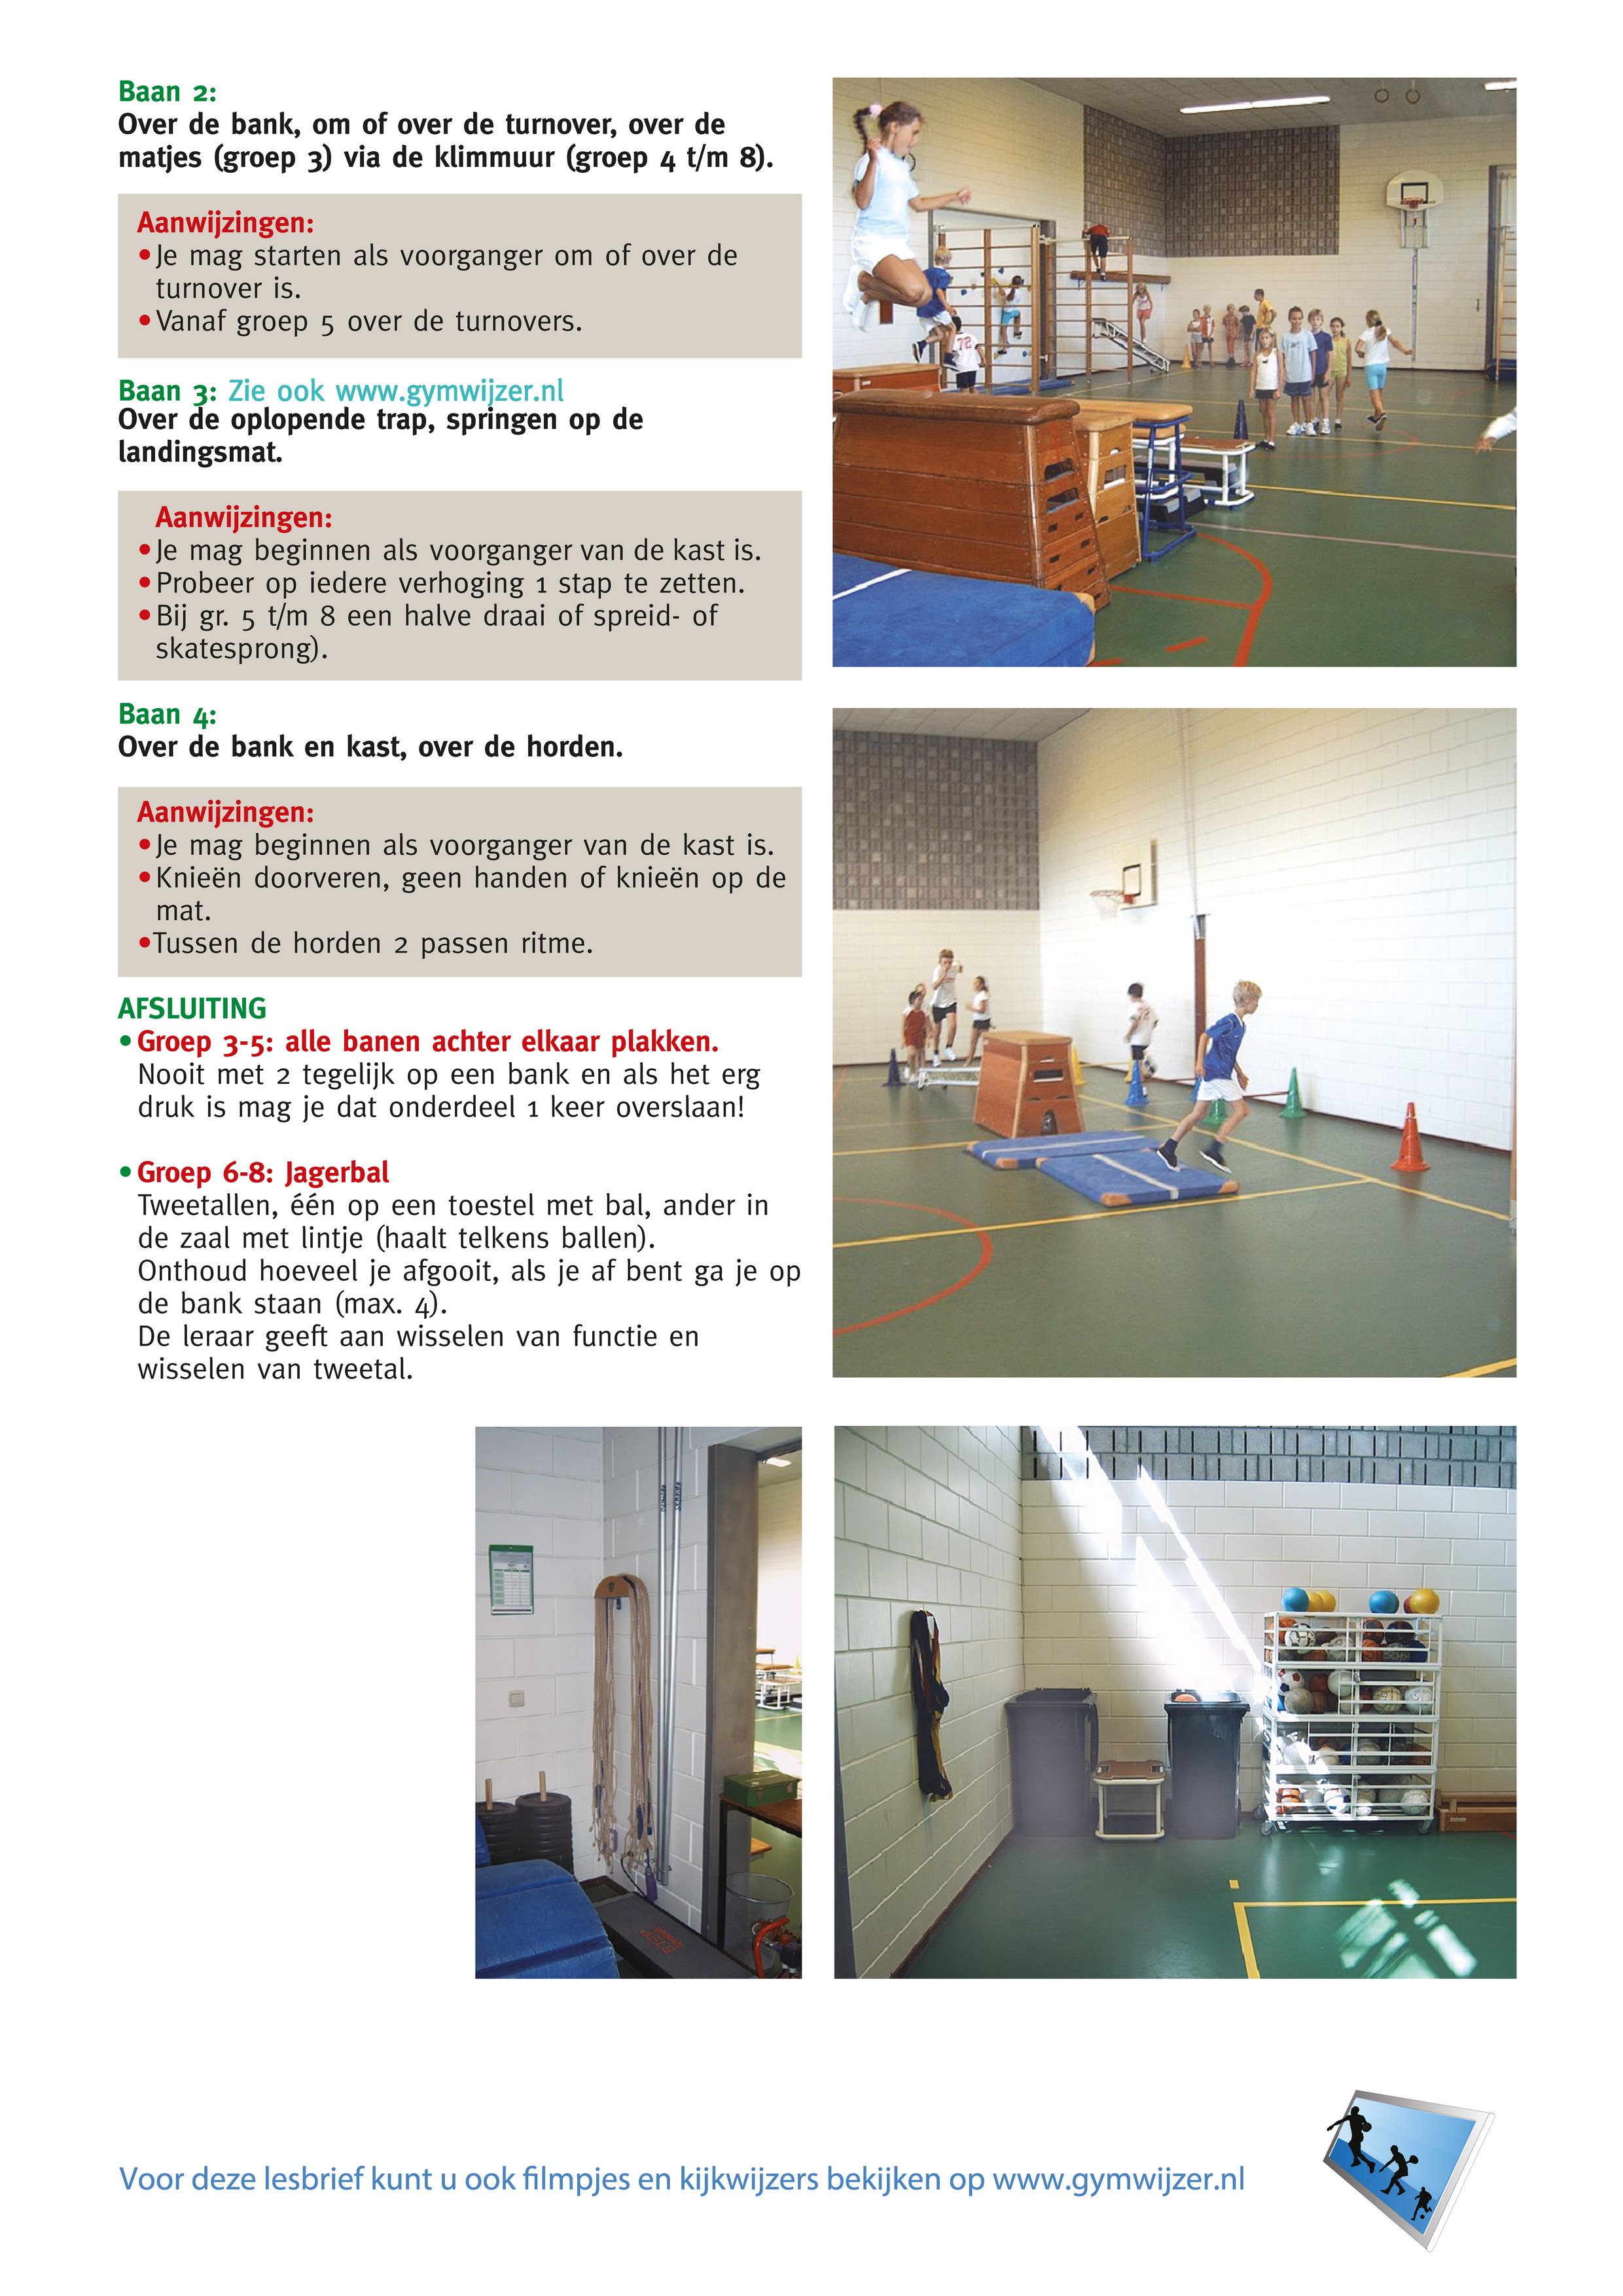 Baan 2:
Over de bank, om of over de turnover, over de
matjes (groep 3) via de klimmuur (groep 4 t/m 8).
Aanwijzingen:
•Je mag starten als voorganger om of over de
turnover is.
•Vanaf groep 5 over de turnovers.
Baan 3: Zie ook www.gymwijzer.nl
Over de oplopende trap, springen op de
landingsmat.
Aanwijzingen:
•Je mag beginnen als voorganger van de kast is.
•Probeer op iedere verhoging 1 stap te zetten.
•Bij gr. 5 t/m 8 een halve draai of spreid- of
skatesprong).
Baan 4:
Over de bank en kast, over de horden.
Aanwijzingen:
•Je mag beginnen als voorganger van de kast is.
•Knieën doorveren, geen handen of knieën op de
mat.
•Tussen de horden 2 passen ritme.
AFSLUITING
•Groep 3-5: alle banen achter elkaar plakken.
Nooit met 2 tegelijk op een bank en als het erg
druk is mag je dat onderdeel 1 keer overslaan!
•Groep 6-8: Jagerbal
Tweetallen, één op een toestel met bal, ander in
de zaal met lintje (haalt telkens ballen).
Onthoud hoeveel je afgooit, als je af bent ga je op
de bank staan (max. 4).
De leraar geeft aan wisselen van functie en
wisselen van tweetal.
72
STEP
Voor deze lesbrief kunt u ook filmpjes en kijkwijzers bekijken op www.gymwijzer.nl